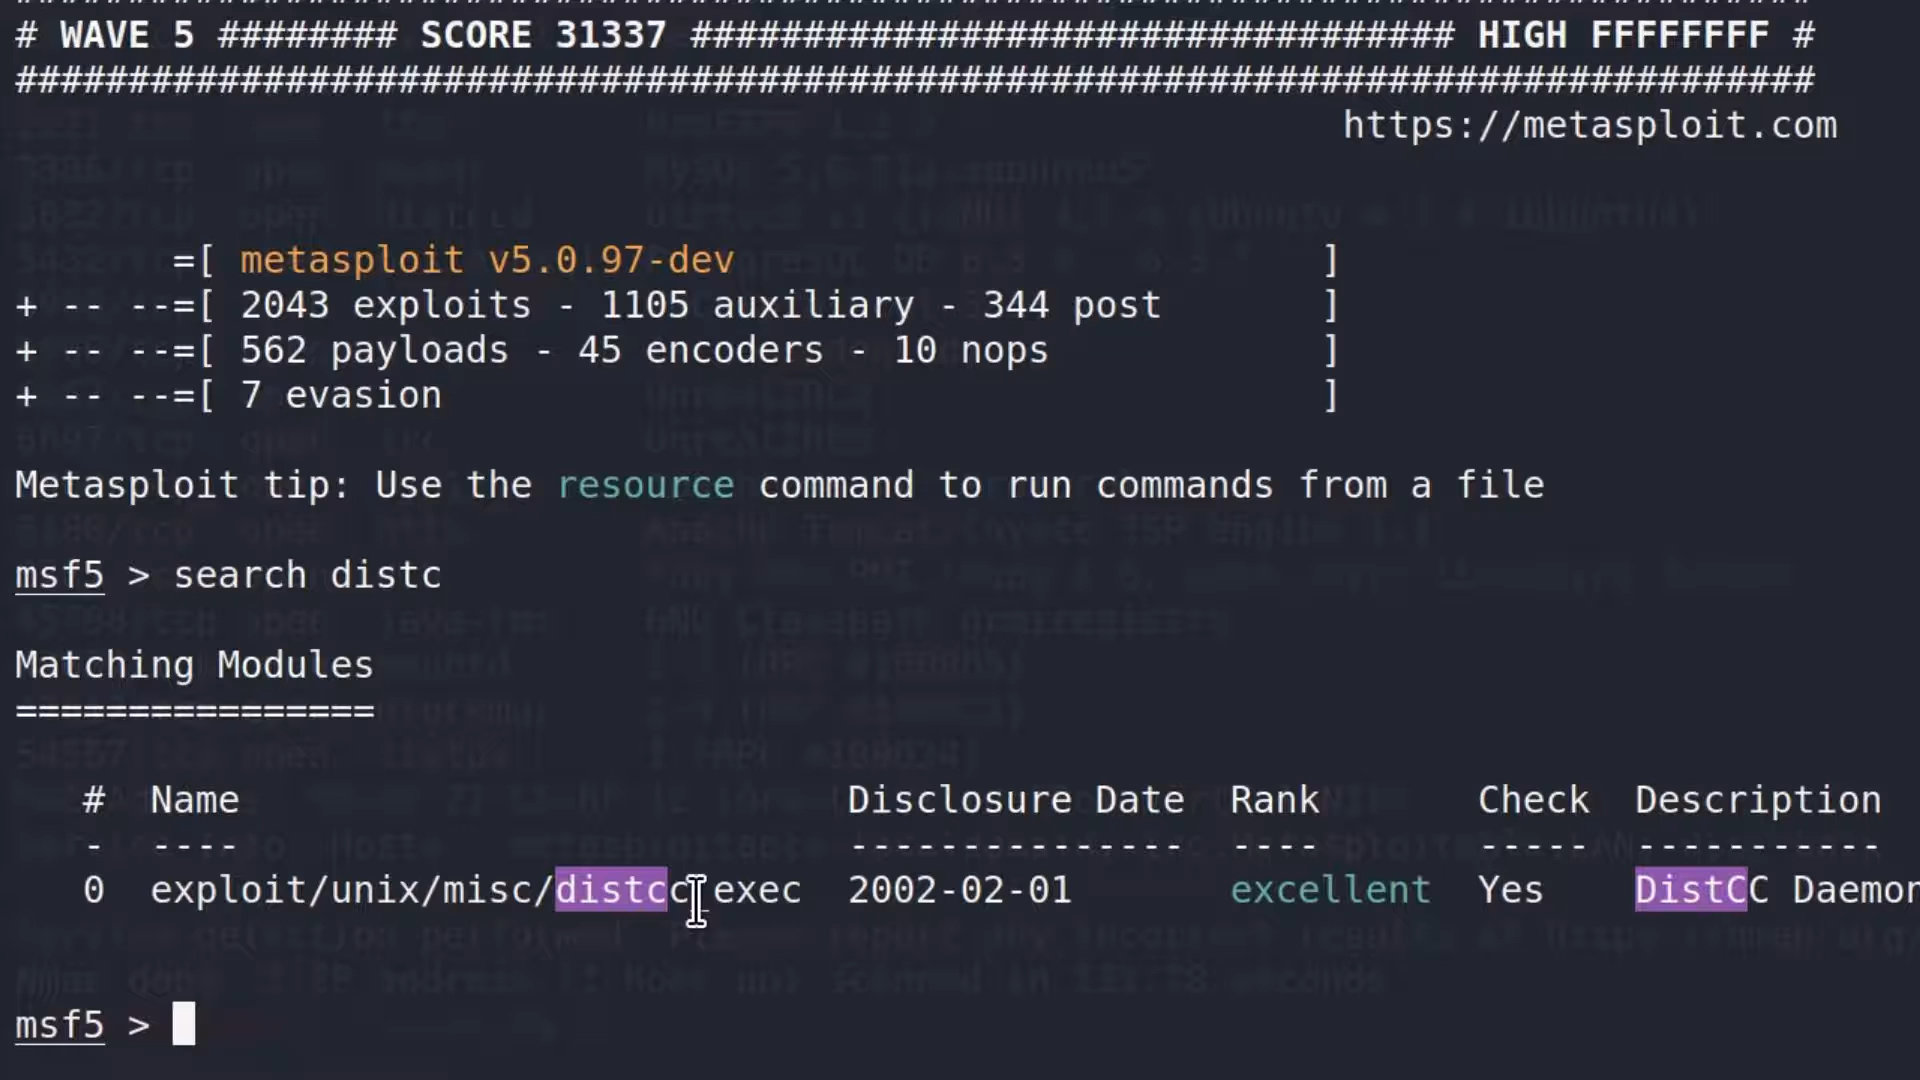 # WAVE 5 ######## SCORE 31337 ################################## HIGH FFFFFFFF #
################################################################################
https://metasploit.com
=[ metasploit v5.0.97-dev ]
+ -- --=[ 2043 exploits - 1105 auxiliary - 344 post ]
+ -- --=[ 562 payloads - 45 encoders - 10 nops ]
+ -- --=[ 7 evasion ]
Metasploit tip: Use the resource command to run commands from a file
msf5 > search distc
Matching Modules
================
# Name Disclosure Date Rank Check Description
- ---- --------------- ---- ----- -----------
0 exploit/unix/misc/distcc_exec 2002-02-01 excellent Yes DistCC Daemon
msf5 >